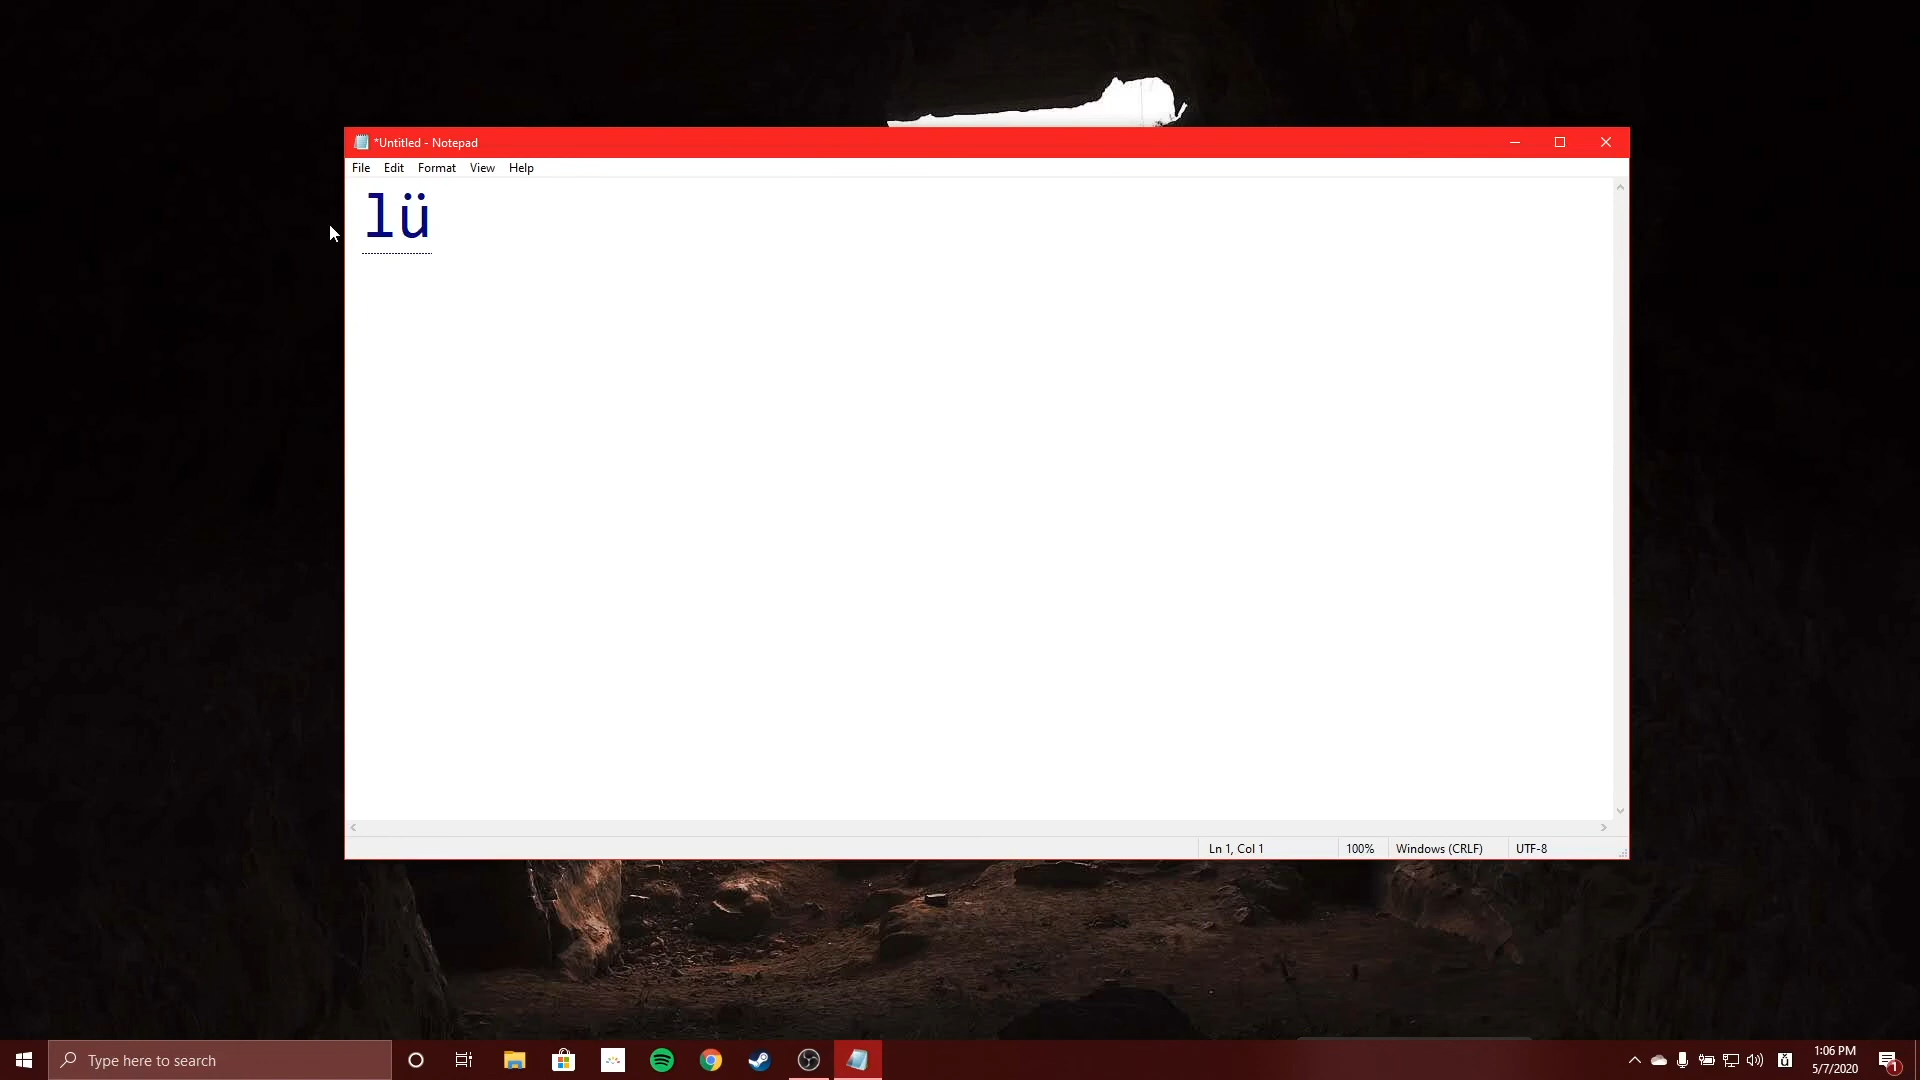 *Untitled - Notepad
File Edit Format View Help
lü
Ln 1, Col 1 100% Windows (CRLF) UTF-8
Type here to search
ǚ
1:06 PM
5/7/2020
1